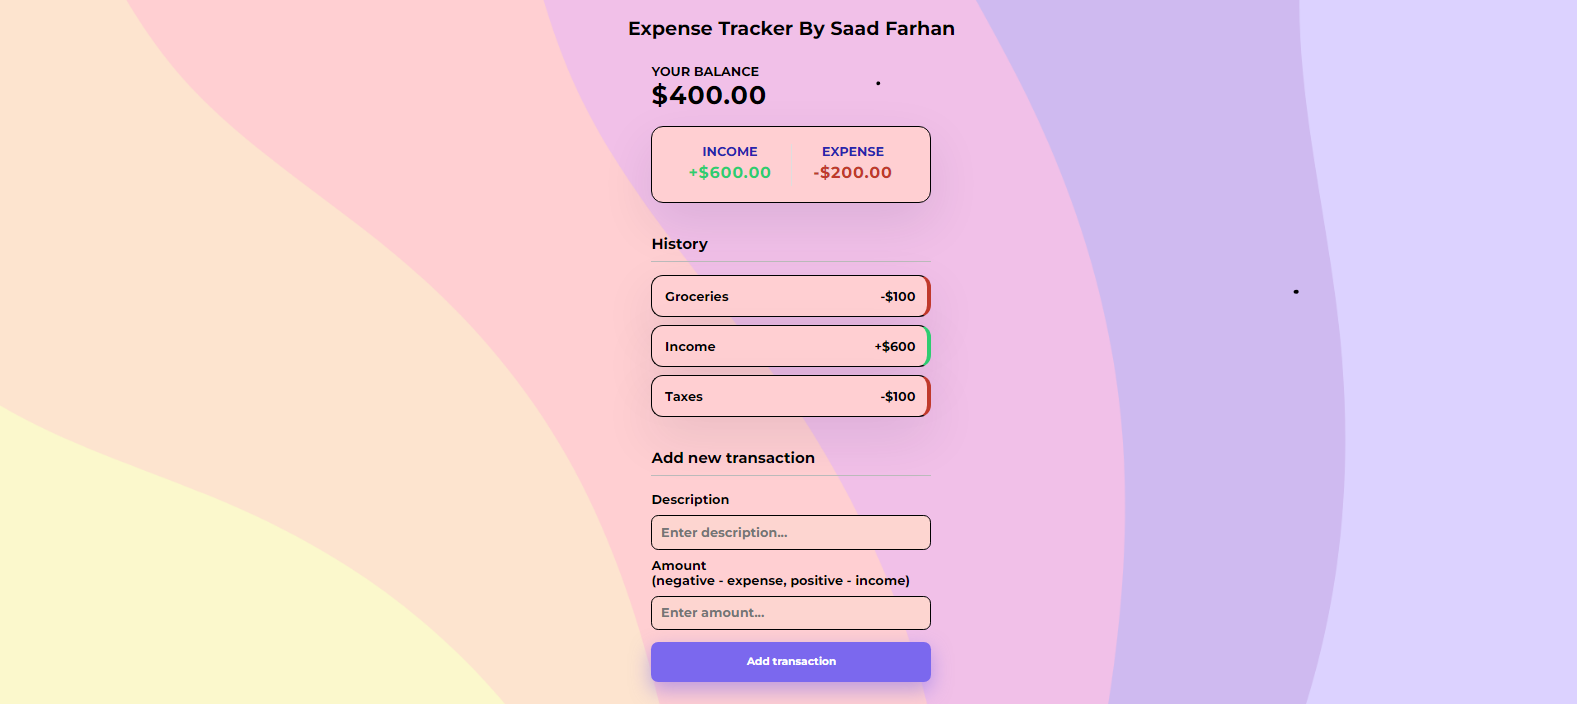 Expense Tracker By Saad Farhan
YOUR BALANCE
$400.00
INCOME EXPENSE
+$600.00 -$200.00
History
Groceries -$100
Income +$600
Taxes -$100
Add new transaction
Description
Enter description...
Amount
(negative - expense, positive - income)
Enter amount...
Add transaction